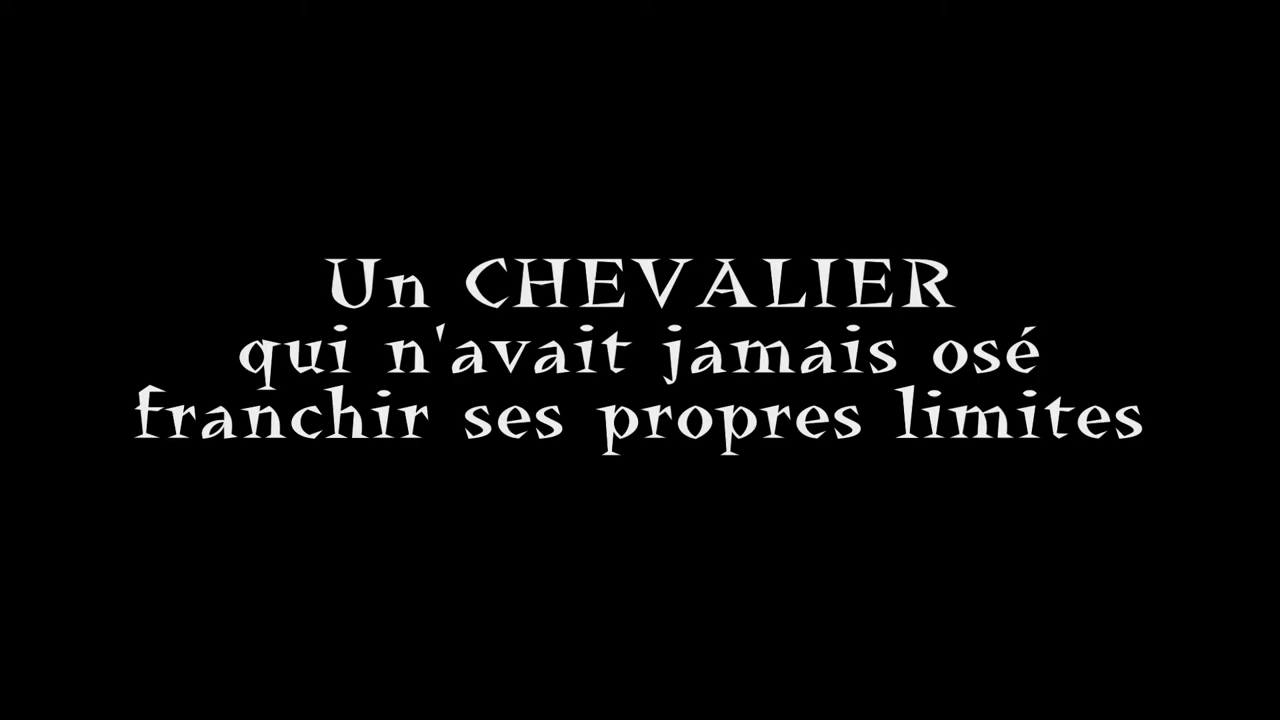 Un CHEVALIER
qui n'avait jamais osé
franchir ses propres limites